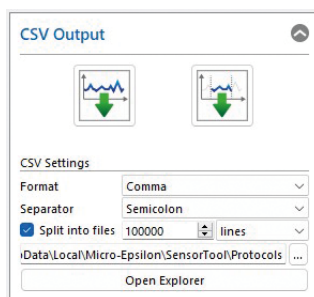 CSV Output
CSV Settings
Format Comma
Separator Semicolon
Split into files 100000 lines
Data\Local\Micro-Epsilon\SensorTool\Protocols ...
Open Explorer